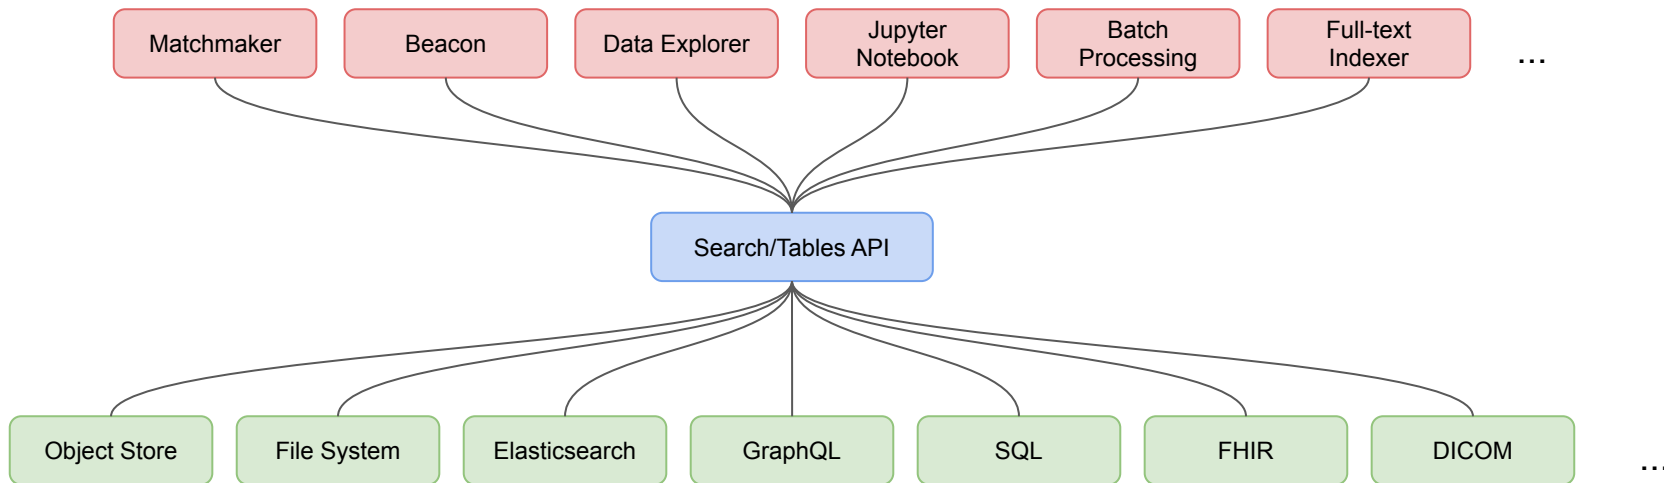 Matchmaker
Beacon
Data Explorer
Jupyter
Notebook
Batch
Processing
Full-text
Indexer
...
Search/Tables API
Object Store
File System
Elasticsearch
GraphQL
SQL
FHIR
DICOM
...